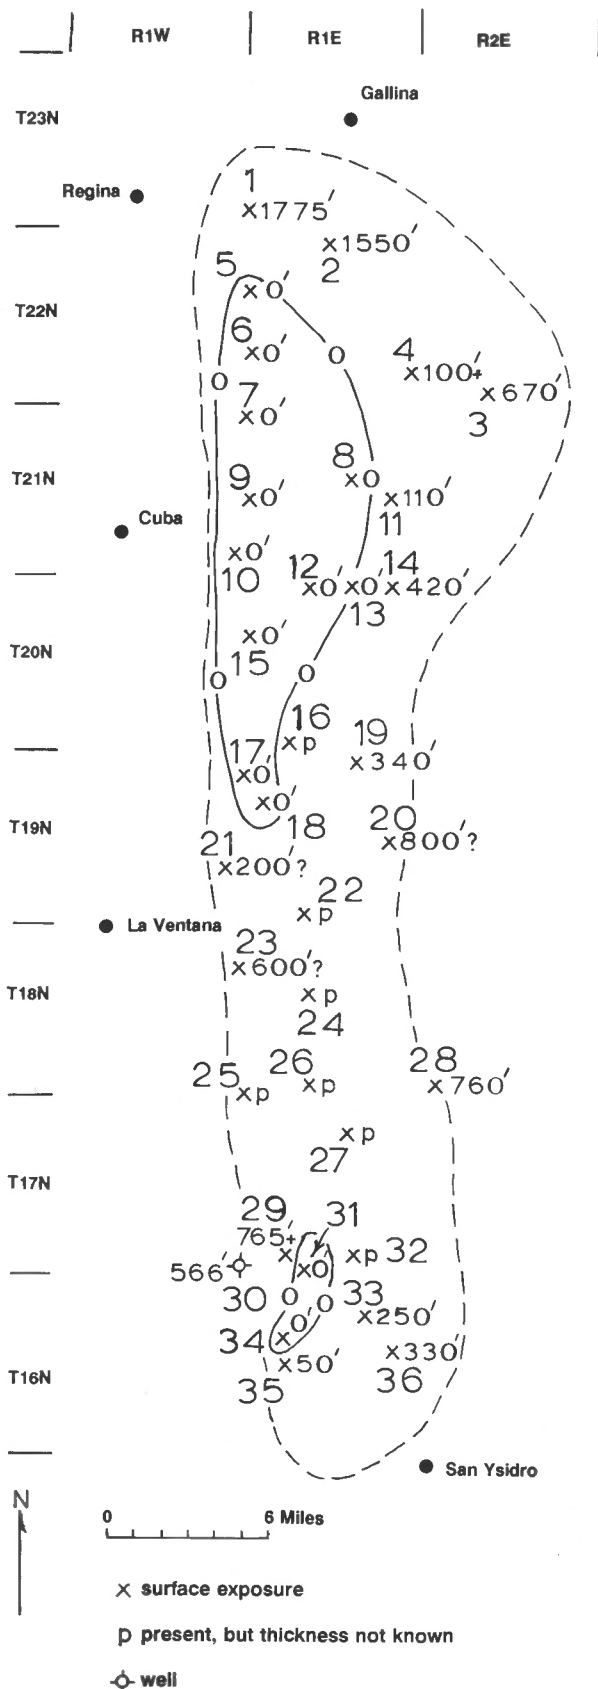 R1W R1E R2E
Gallina
T23N
Regina
1
x1775′
x1550′
5 2
x0′
T22N
6
x0′ 0 4
0 x100′+
7 x670′
x0′ 3
8
T21N 9 x0
x0′ x110′
Cuba 11
x0′ 12 14
10 x0′ x0′ x420′
13
x0′
T20N 15
0 0
16
xp 19
17 x340′
x0′
x0′
T19N 18 20
21 x800′?
x200′?
22
xp
La Ventana
23
x600′?
T18N xp
24
26 28
25 xp x760′
xp
xp
27
T17N
29 31
765′+
x xp 32
566′ x0′
30 0 0 33
0′ x250′
34 x
x50′ x330′
T16N 35 36
San Ysidro
N
0 6 Miles
x surface exposure
p present, but thickness not known
well